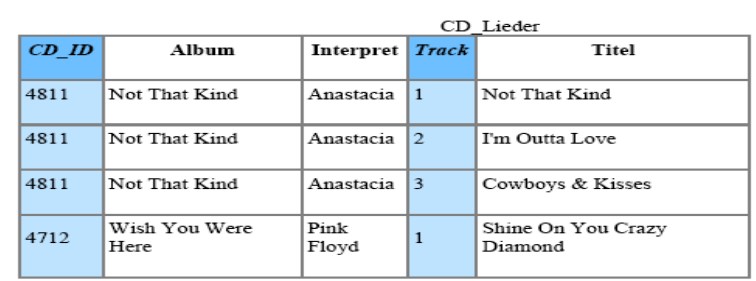 CD_Lieder
CD_ID Album Interpret Track Titel
4811 Not That Kind Anastacia 1 Not That Kind
4811 Not That Kind Anastacia 2 I'm Outta Love
4811 Not That Kind Anastacia 3 Cowboys & Kisses
4712 Wish You Were Here Pink Floyd 1 Shine On You Crazy Diamond